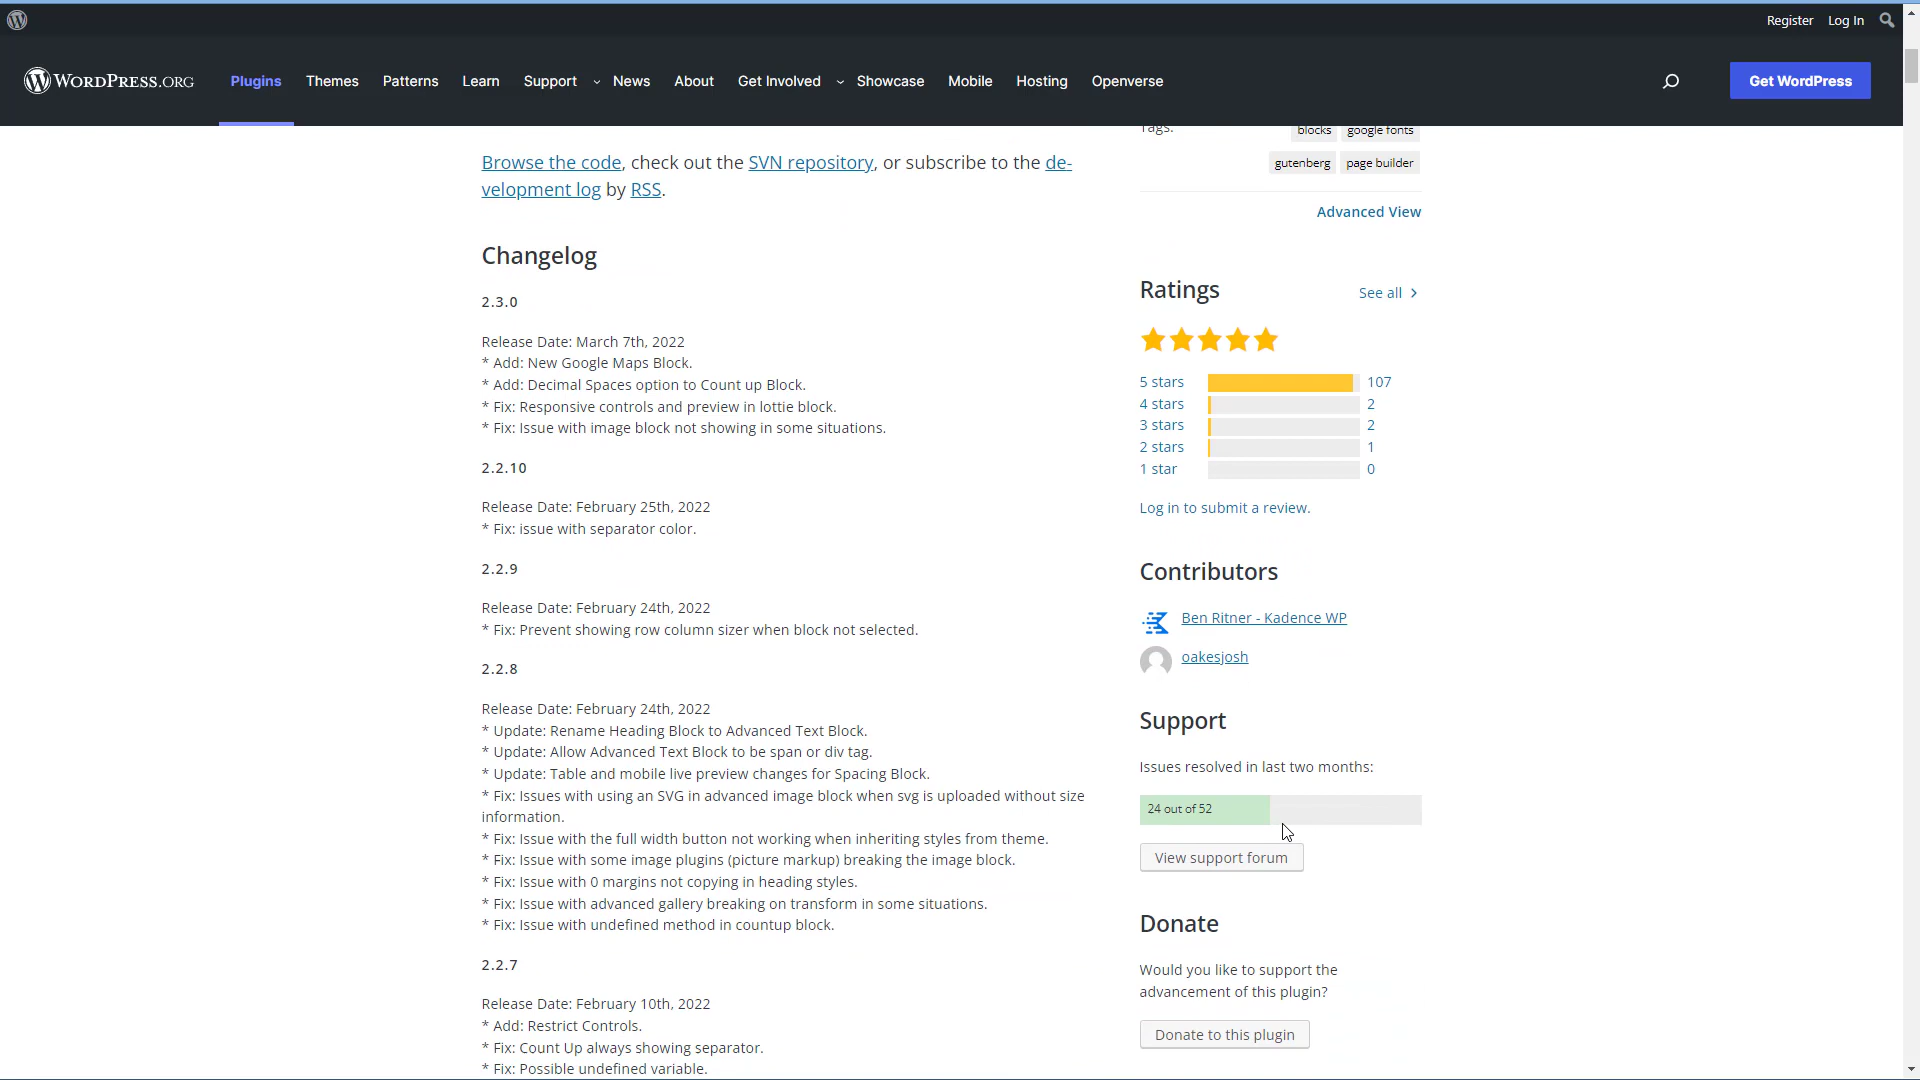 Register Log In
WORDPRESS.ORG Plugins Themes Patterns Learn Support News About Get Involved Showcase Mobile Hosting Openverse Get WordPress
Browse the code, check out the SVN repository, or subscribe to the de-
velopment log by RSS.
Changelog
2.3.0
Release Date: March 7th, 2022
* Add: New Google Maps Block.
* Add: Decimal Spaces option to Count up Block.
* Fix: Responsive controls and preview in lottie block.
* Fix: Issue with image block not showing in some situations.
2.2.10
Release Date: February 25th, 2022
* Fix: issue with separator color.
2.2.9
Release Date: February 24th, 2022
* Fix: Prevent showing row column sizer when block not selected.
2.2.8
Release Date: February 24th, 2022
* Update: Rename Heading Block to Advanced Text Block.
* Update: Allow Advanced Text Block to be span or div tag.
* Update: Table and mobile live preview changes for Spacing Block.
* Fix: Issues with using an SVG in advanced image block when svg is uploaded without size
information.
* Fix: Issue with the full width button not working when inheriting styles from theme.
* Fix: Issue with some image plugins (picture markup) breaking the image block.
* Fix: Issue with 0 margins not copying in heading styles.
* Fix: Issue with advanced gallery breaking on transform in some situations.
* Fix: Issue with undefined method in countup block.
2.2.7
Release Date: February 10th, 2022
* Add: Restrict Controls.
* Fix: Count Up always showing separator.
* Fix: Possible undefined variable.
Tags: blocks google fonts
gutenberg page builder
Advanced View
Ratings See all
5 stars 107
4 stars 2
3 stars 2
2 stars 1
1 star 0
Log in to submit a review.
Contributors
Ben Ritner - Kadence WP
oakesjosh
Support
Issues resolved in last two months:
24 out of 52
View support forum
Donate
Would you like to support the
advancement of this plugin?
Donate to this plugin